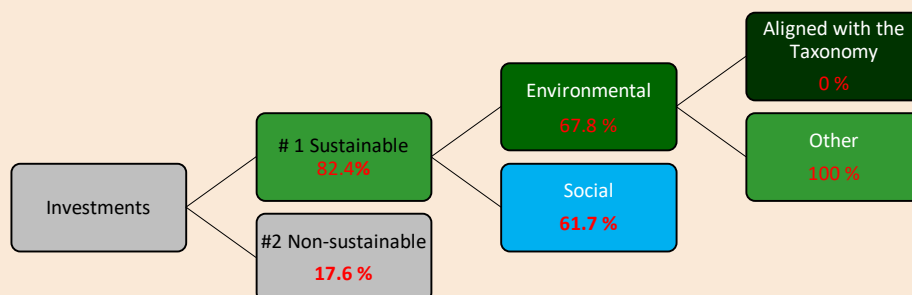 Investments
# 1 Sustainable
82.4%
#2 Non-sustainable
17.6 %
Environmental
67.8 %
Social
61.7 %
Aligned with the
Taxonomy
0 %
Other
100 %